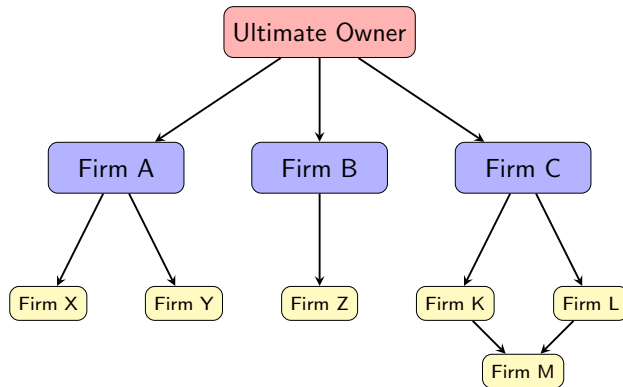 Ultimate Owner
Firm A
Firm B
Firm C
Firm X
Firm Y
Firm Z
Firm K
Firm L
Firm M